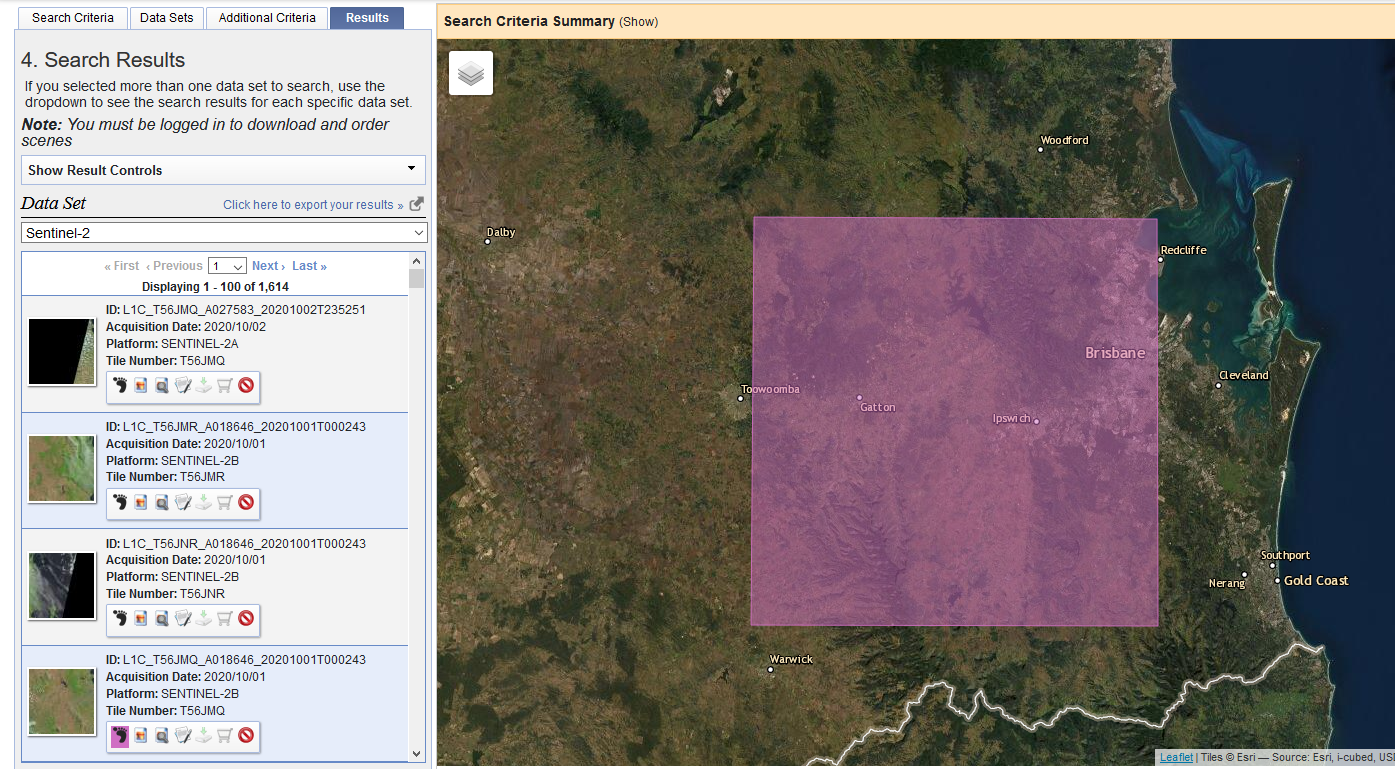 Search Criteria
Data Sets
Additional Criteria
Results
4. Search Results
If you selected more than one data set to search, use the
dropdown to see the search results for each specific data set.
Note: You must be logged in to download and order
scenes
Show Result Controls
Data Set
Click here to export your results »
Sentinel-2
« First ‹ Previous 1 Next › Last »
Displaying 1 - 100 of 1,614
ID: L1C_T56JMQ_A027583_20201002T235251
Acquisition Date: 2020/10/02
Platform: SENTINEL-2A
Tile Number: T56JMQ
ID: L1C_T56JMR_A018646_20201001T000243
Acquisition Date: 2020/10/01
Platform: SENTINEL-2B
Tile Number: T56JMR
ID: L1C_T56JNR_A018646_20201001T000243
Acquisition Date: 2020/10/01
Platform: SENTINEL-2B
Tile Number: T56JNR
ID: L1C_T56JMQ_A018646_20201001T000243
Acquisition Date: 2020/10/01
Platform: SENTINEL-2B
Tile Number: T56JMQ
Search Criteria Summary (Show)
Woodford
Dalby
Redcliffe
Brisbane
Cleveland
Toowoomba
Gatton
Ipswich
Southport
Nerang
Gold Coast
Warwick
Leaflet | Tiles © Esri — Source: Esri, i-cubed, USD